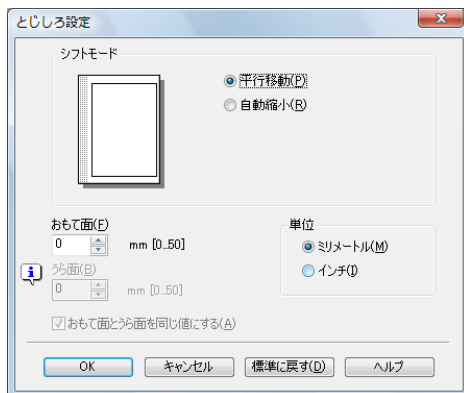 とじしろ設定
シフトモード
平行移動(P)
自動縮小(R)
おもて面(F)
0 mm [0..50]
うら面(B)
0 mm [0..50]
単位
ミリメートル(M)
インチ(I)
おもて面とうら面を同じ値にする(A)
OK キャンセル 標準に戻す(D) ヘルプ